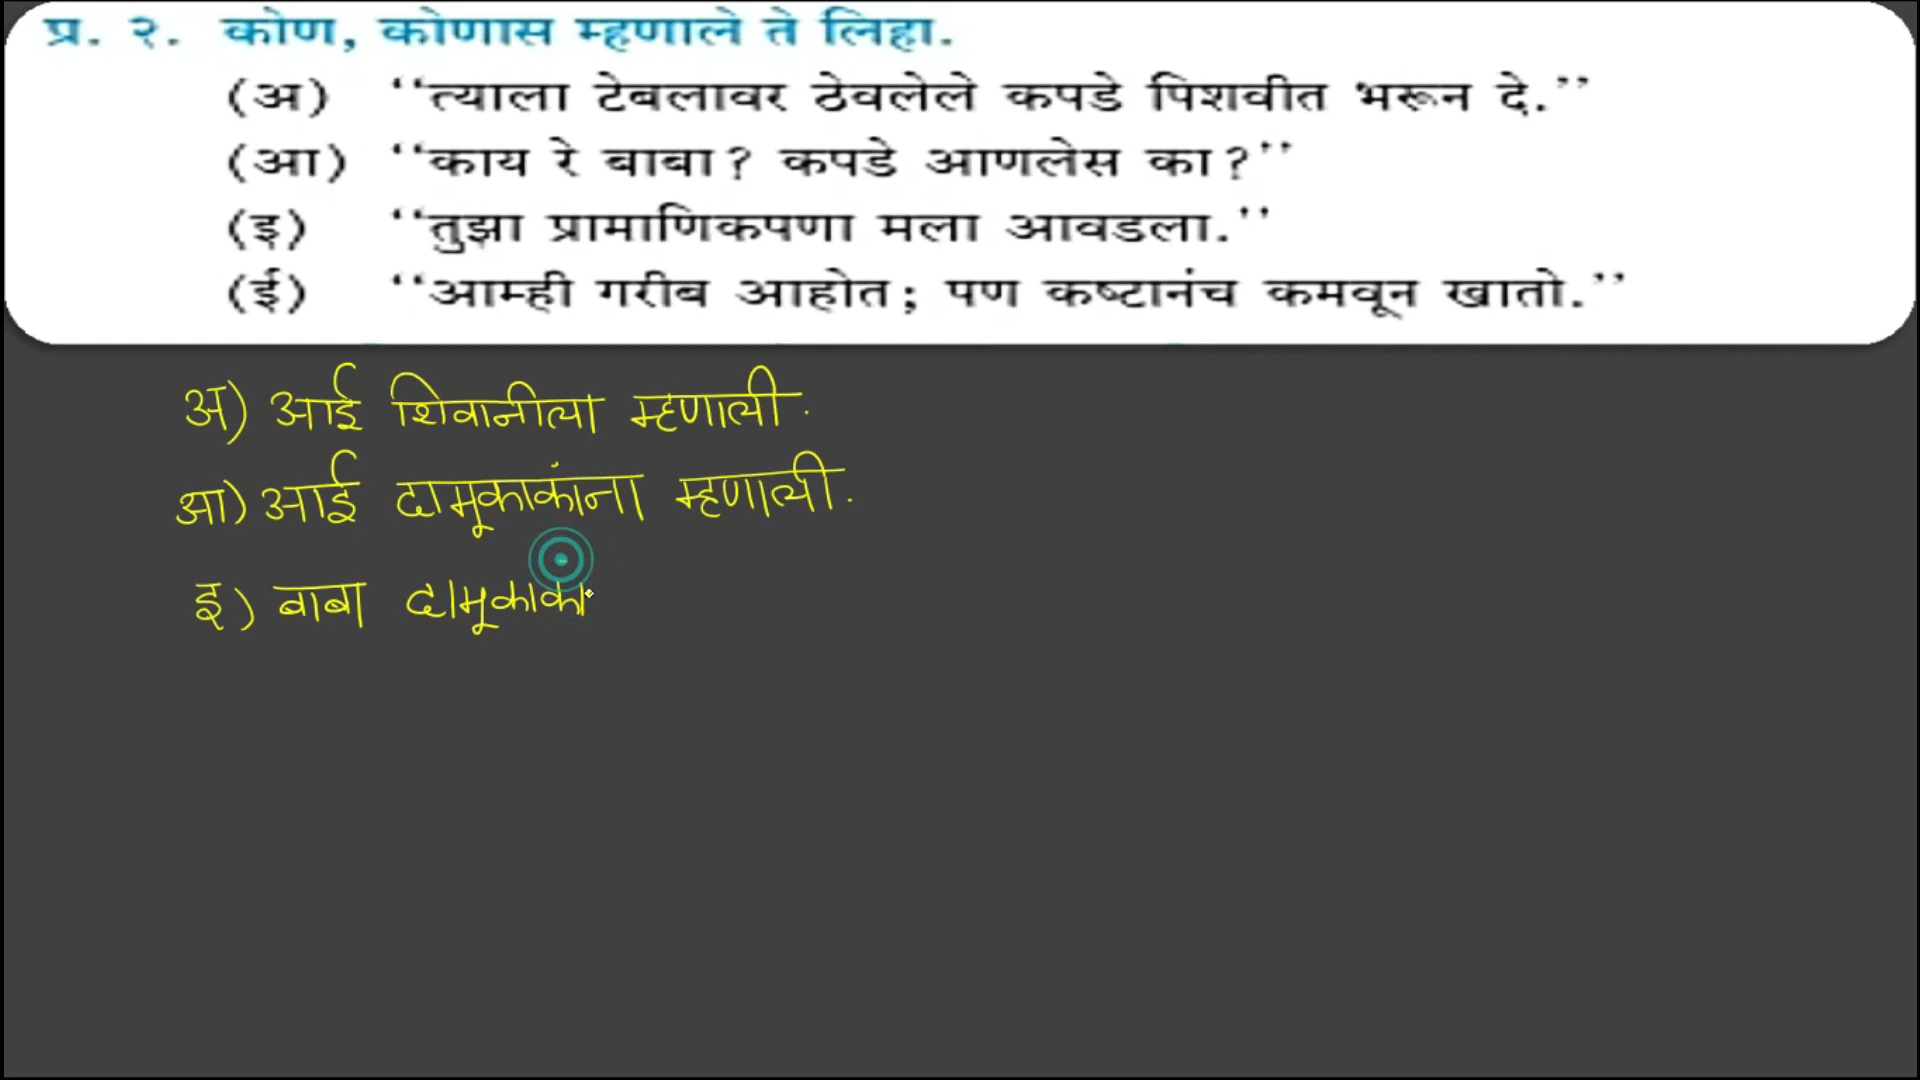 प्र. २. कोण, कोणास म्हणाले ते लिहा.
(अ) ‘‘त्याला टेबलावर ठेवलेले कपडे पिशवीत भरून दे.’’
(आ) ‘‘काय रे बाबा? कपडे आणलेस का?’’
(इ) ‘‘तुझा प्रामाणिकपणा मला आवडला.’’
(ई) ‘‘आम्ही गरीब आहोत; पण कष्टानंच कमवून खातो.’’
अ) आई शिवानीला म्हणाली.
आ) आई दामूकाकांना म्हणाली.
इ) बाबा दामूकाका